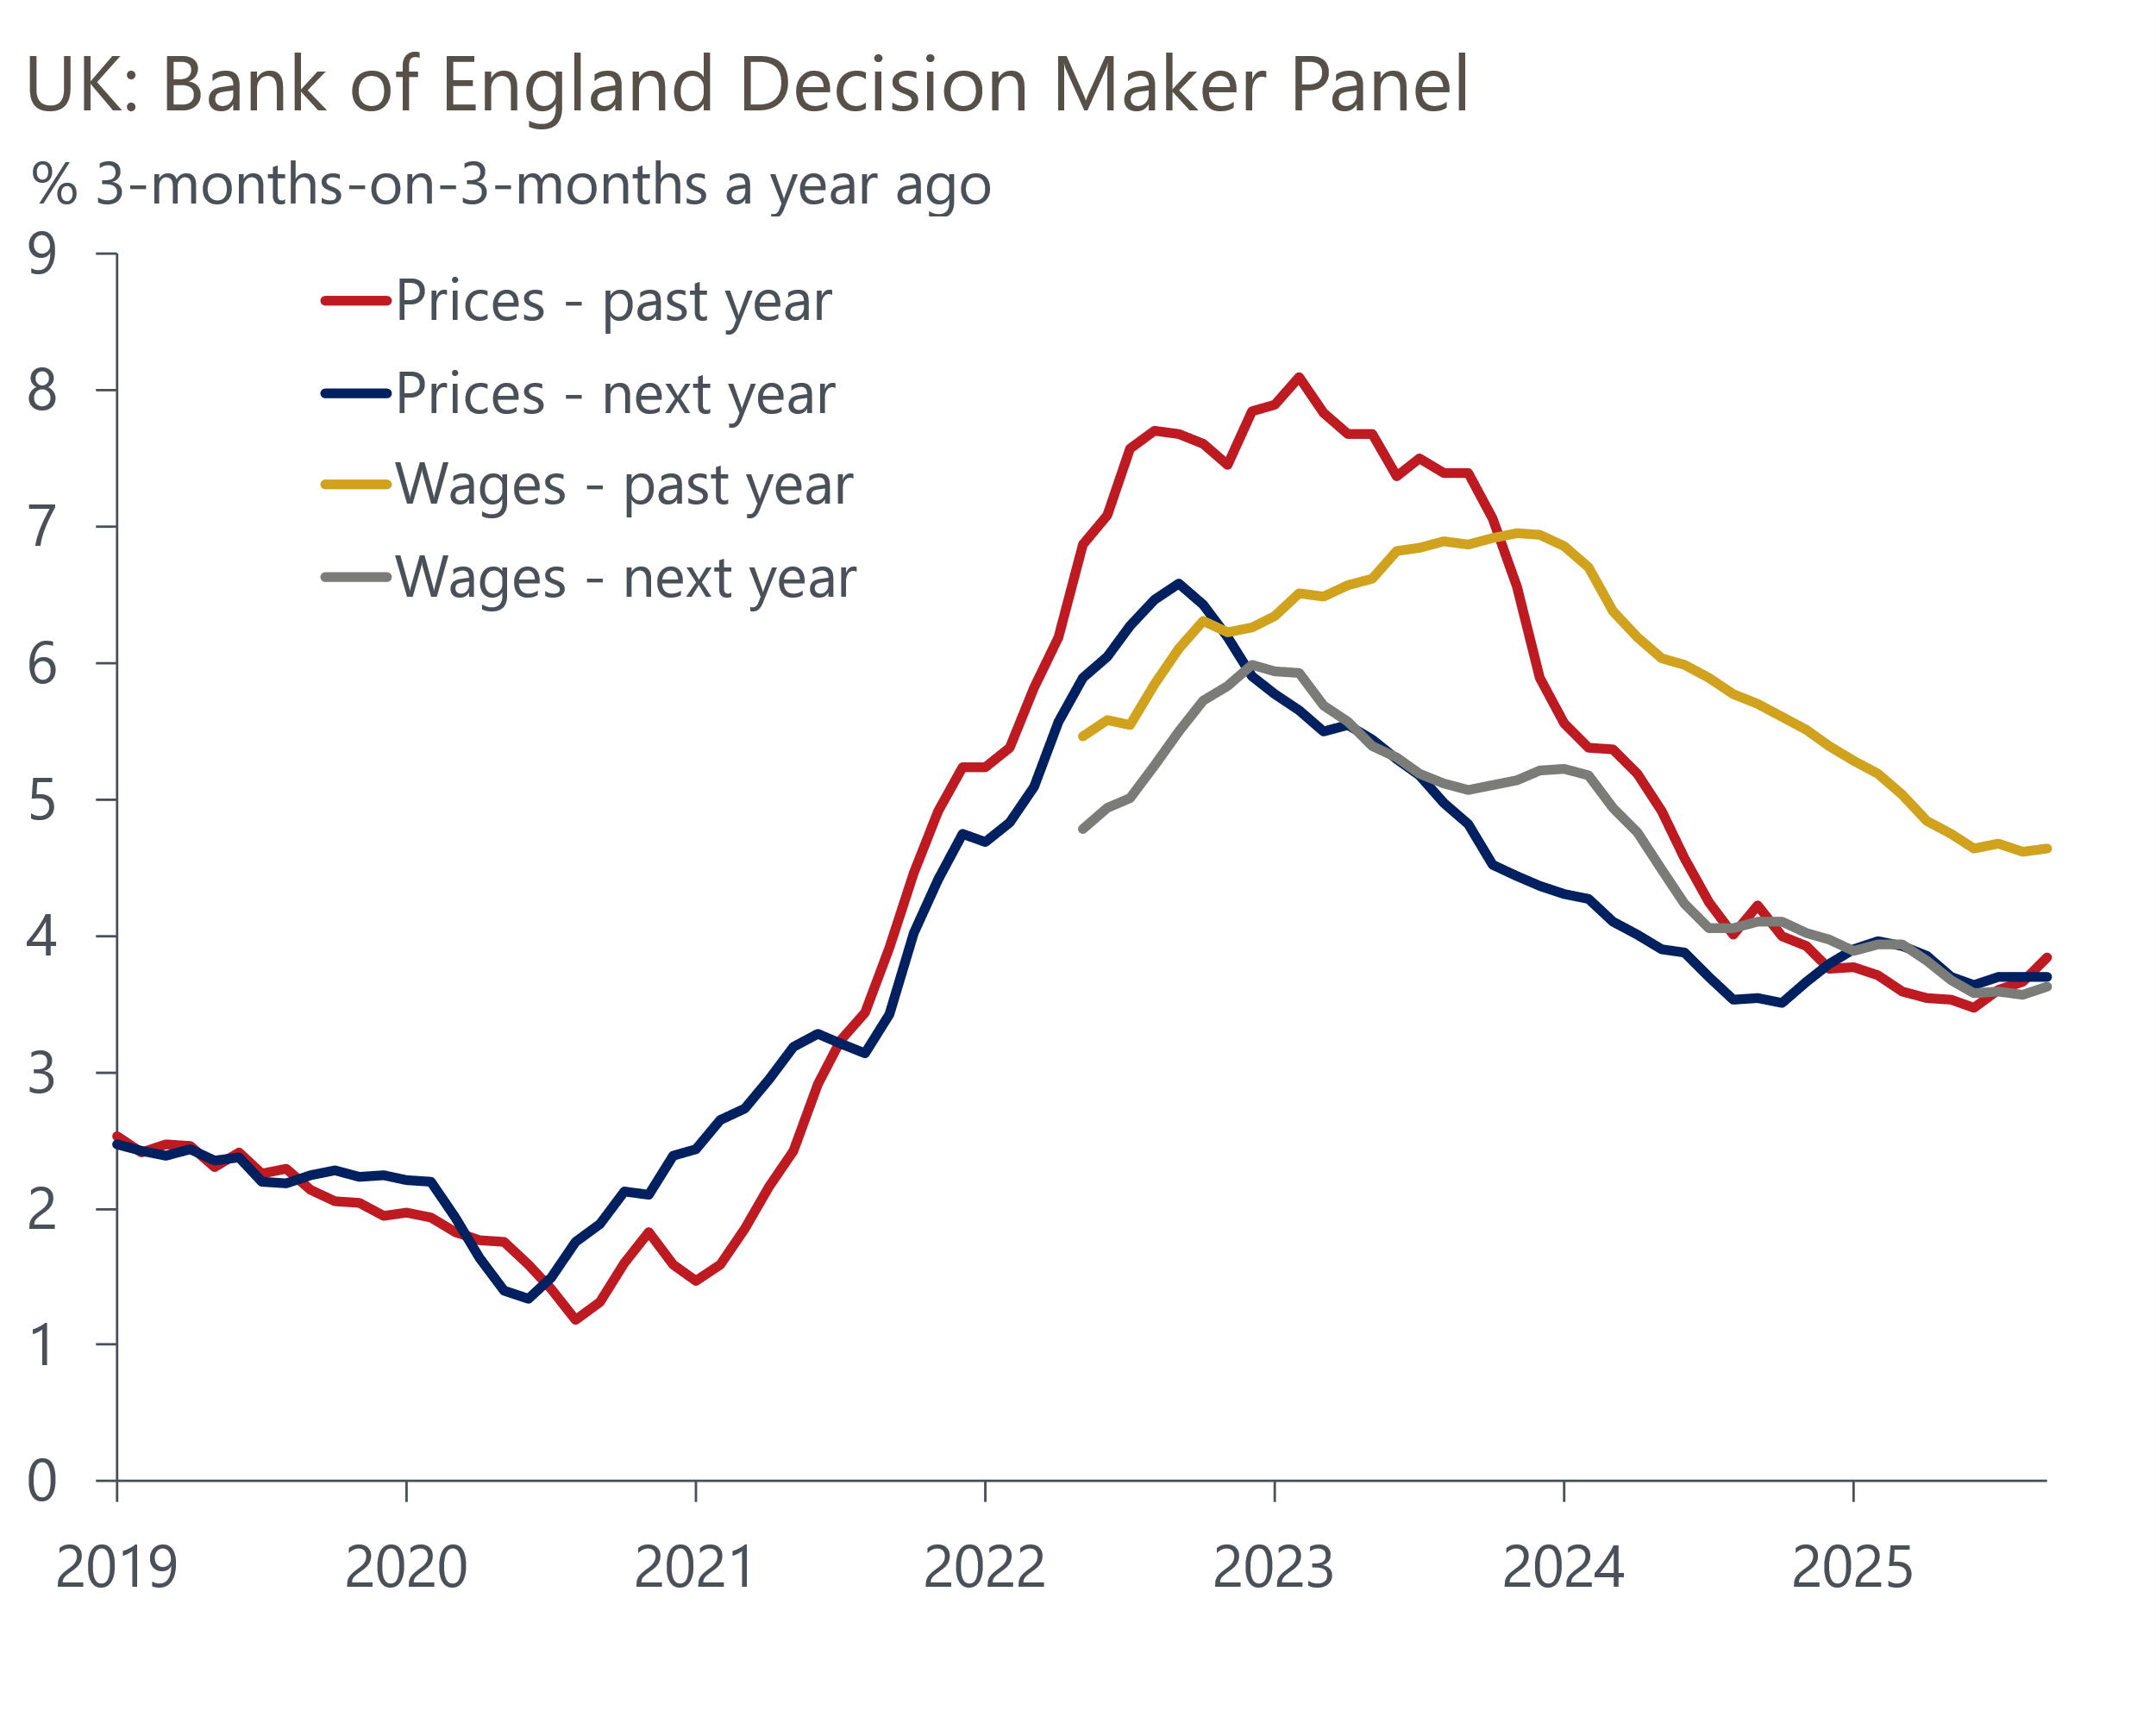 UK: Bank of England Decision Maker Panel
% 3-months-on-3-months a year ago
9
Prices - past year
8
Prices - next year
Wages - past year
7
Wages - next year
6
5
4
3
2
1
0
2019 2020 2021 2022 2023 2024 2025